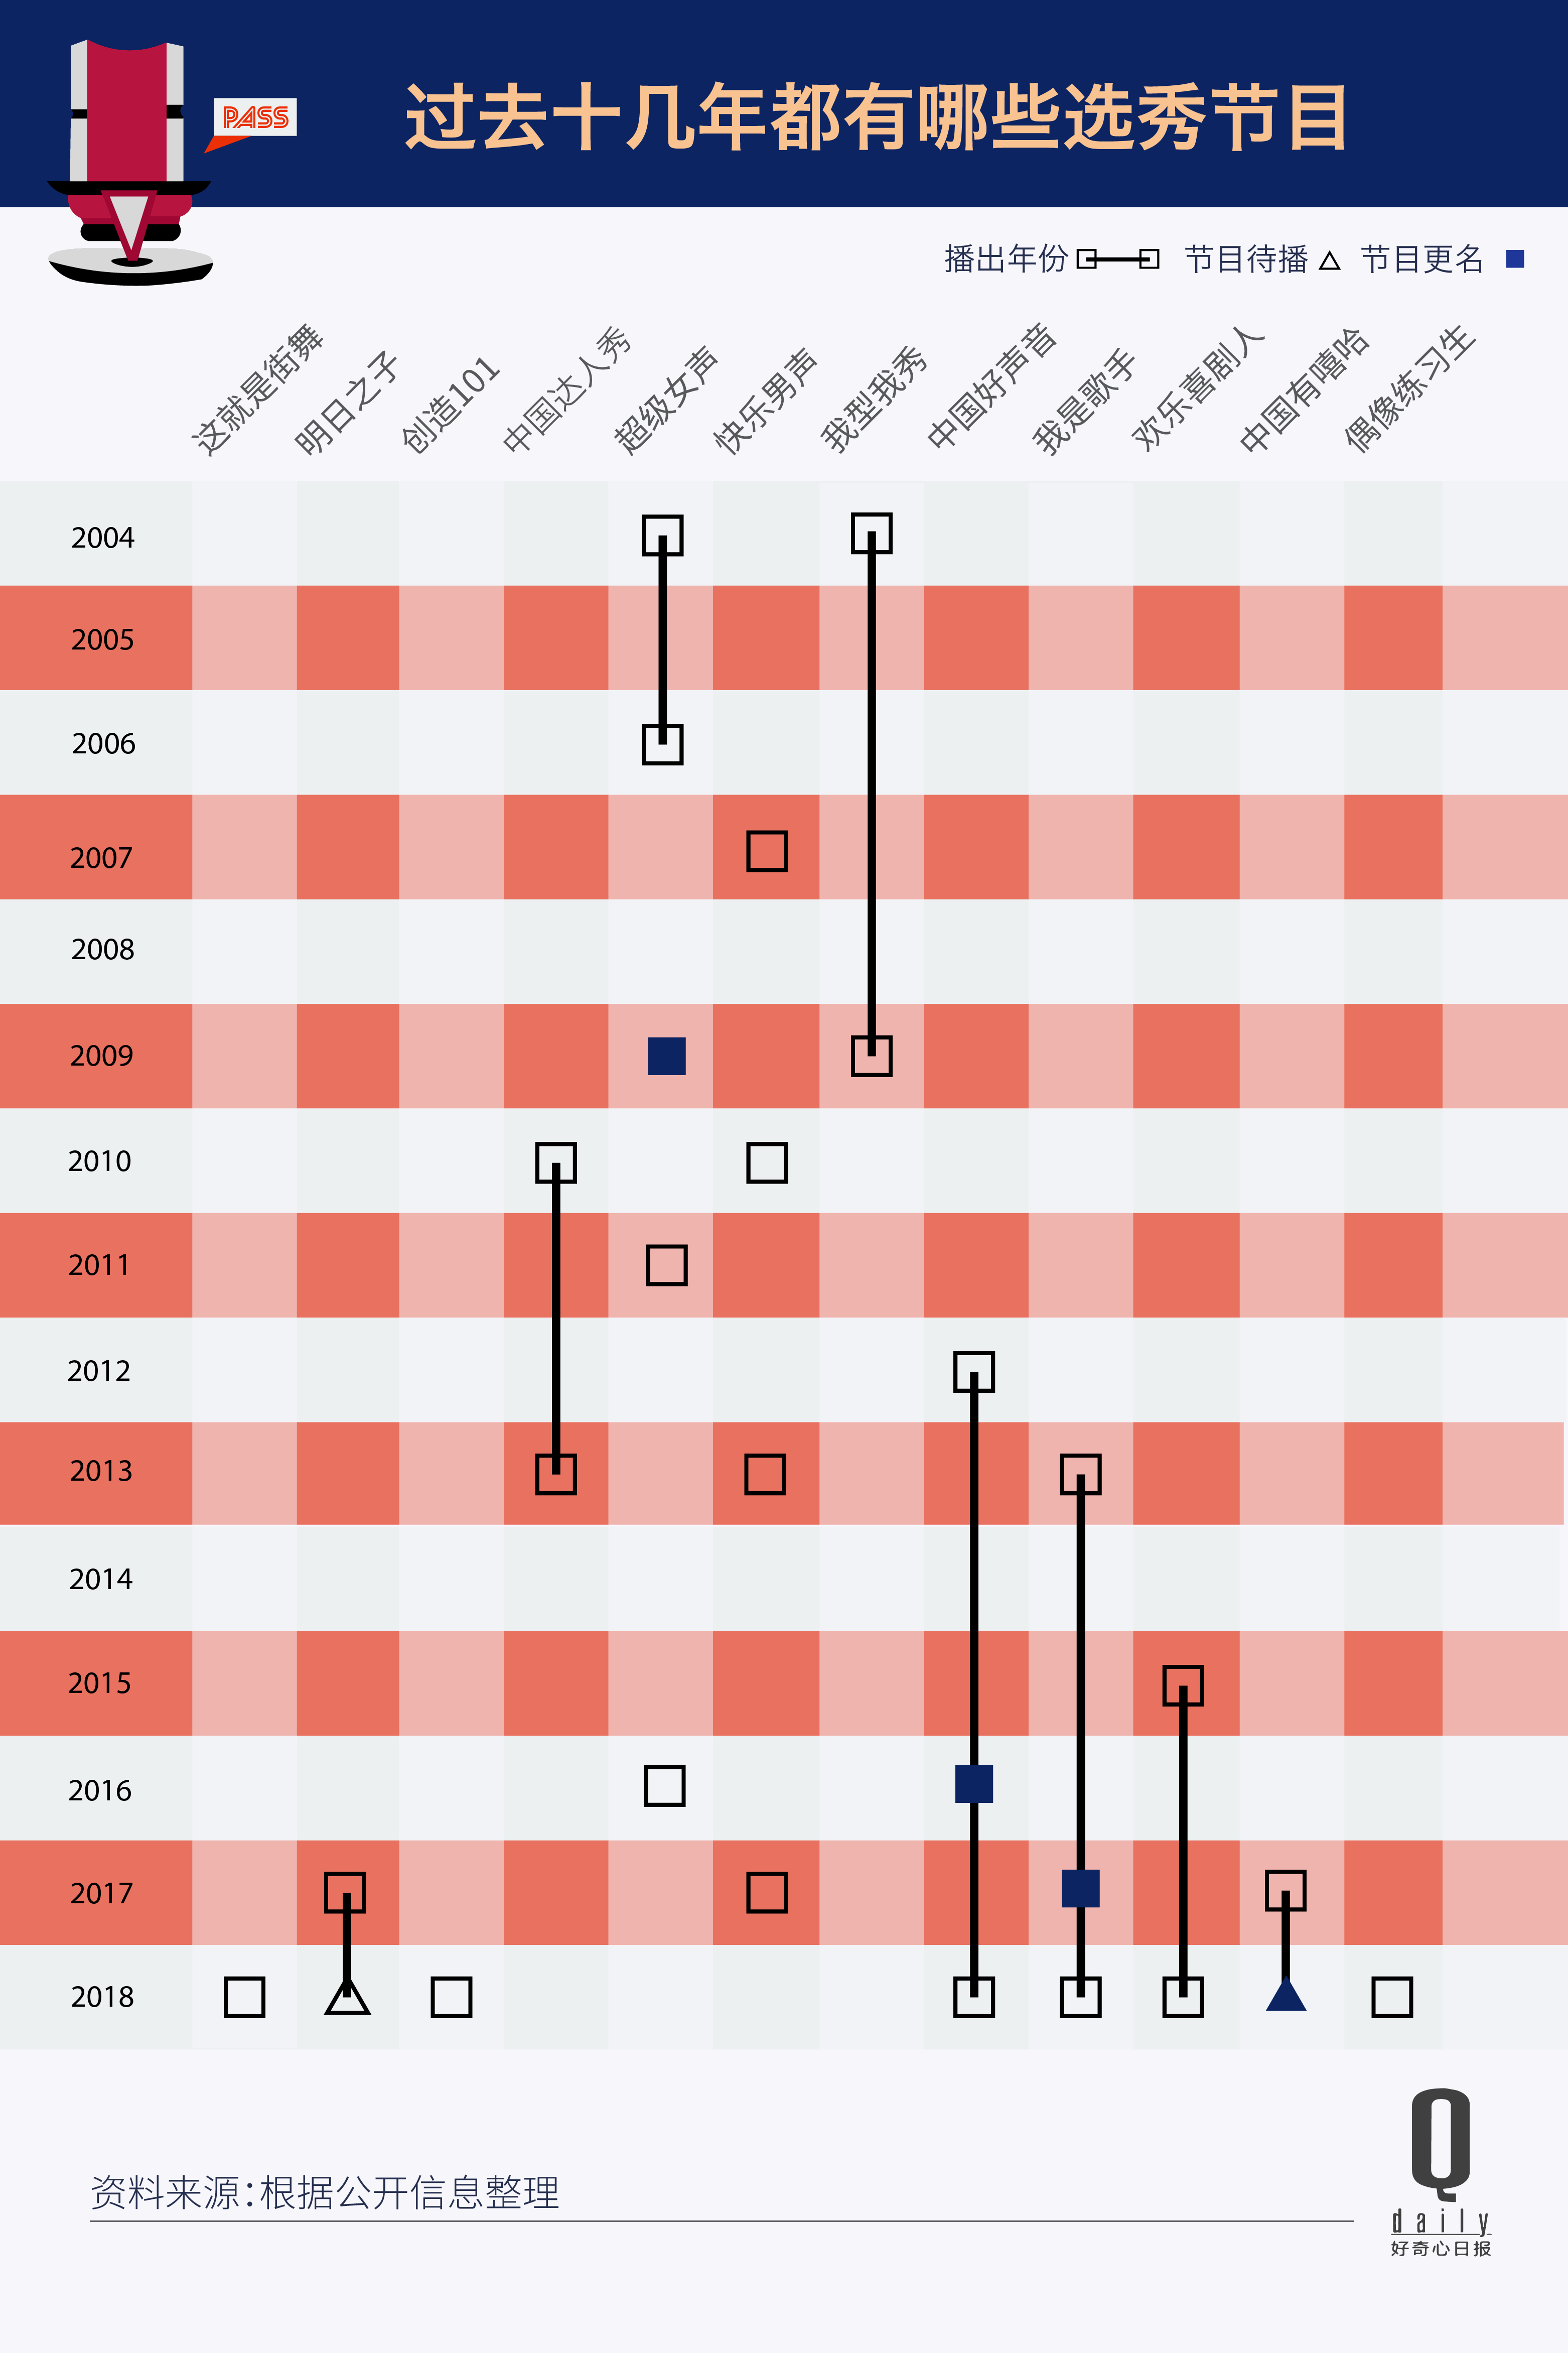 过去十几年都有哪些选秀节目
PASS
播出年份 节目待播 节目更名
这就是街舞
明日之子
创造101
中国达人秀
超级女声
快乐男声
我型我秀
中国好声音
我是歌手
欢乐喜剧人
中国有嘻哈
偶像练习生
2004
2005
2006
2007
2008
2009
2010
2011
2012
2013
2014
2015
2016
2017
2018
资料来源:根据公开信息整理
Q
daily
好奇心日报